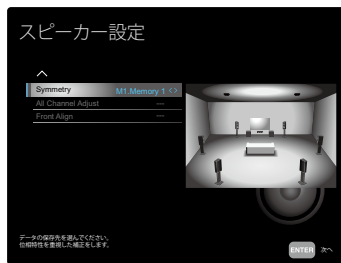 スピーカー設定
Symmetry M1.Memory 1
All Channel Adjust ---
Front Align ---
データの保存先を選んでください。
位相特性を重視した補正をします。
ENTER 次へ